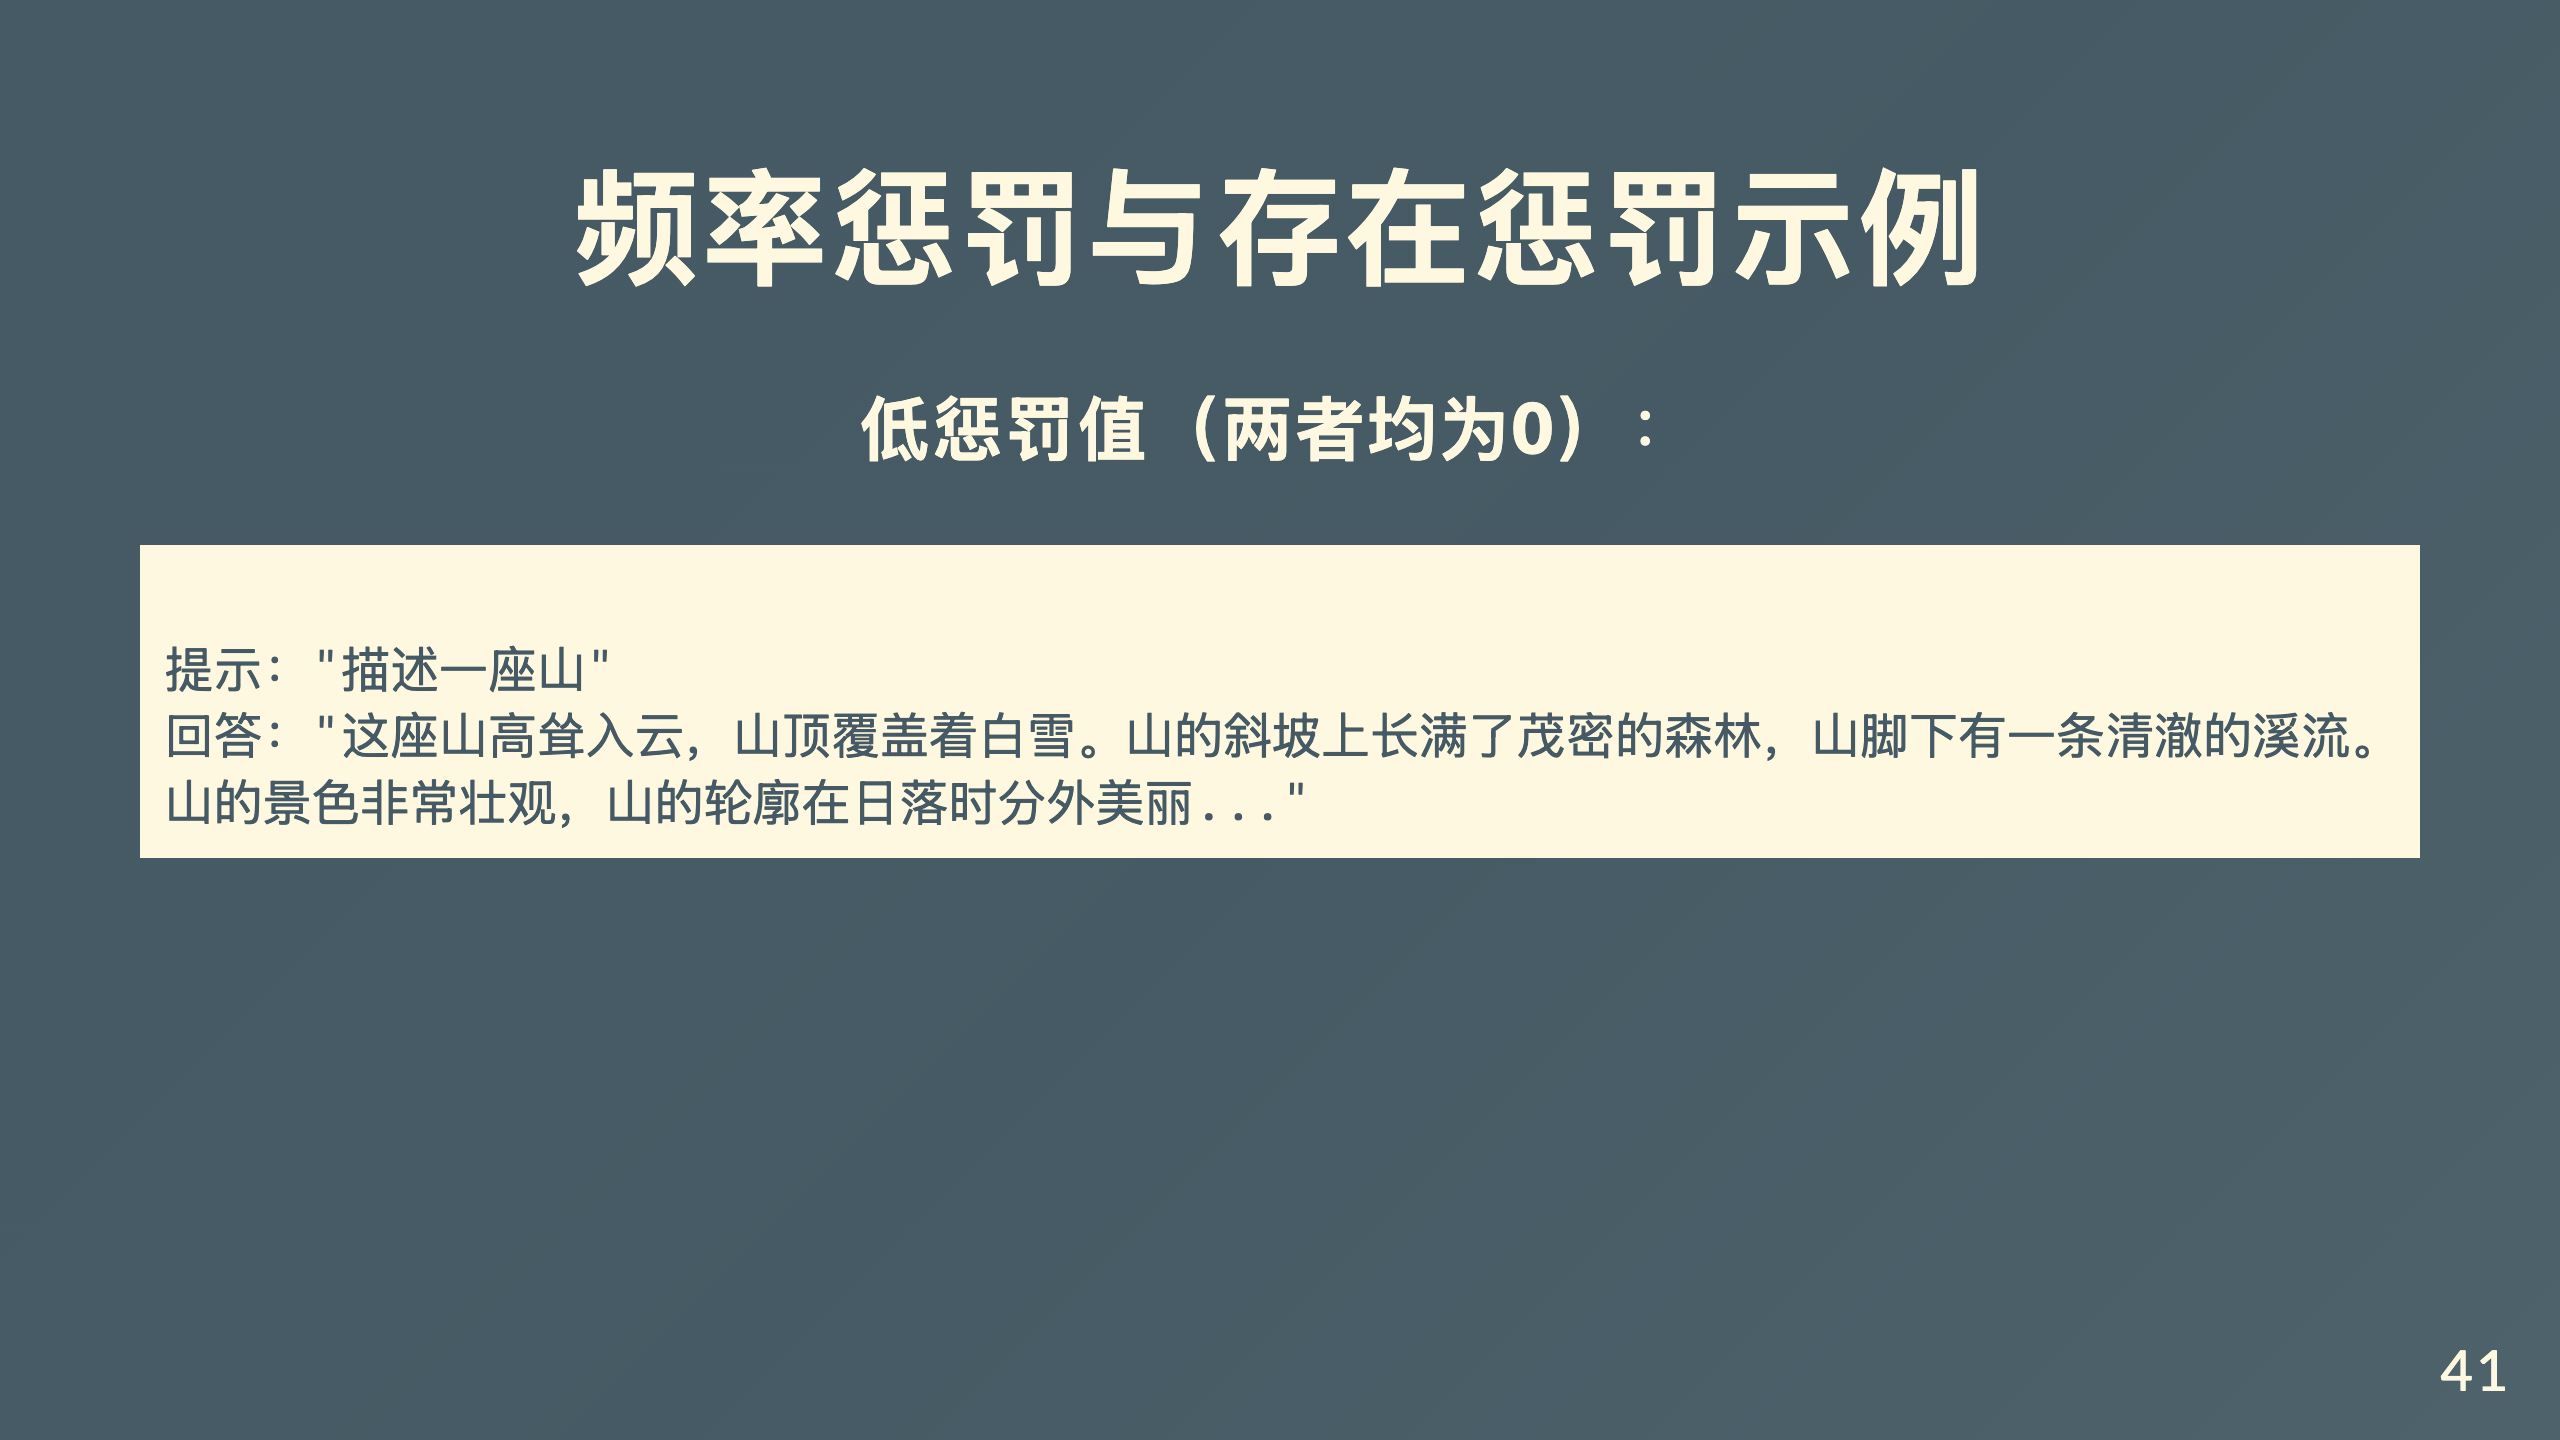 频率惩罚与存在惩罚示例
低惩罚值（两者均为0）：
提示："描述一座山"
回答："这座山高耸入云，山顶覆盖着白雪。山的斜坡上长满了茂密的森林，山脚下有一条清澈的溪流。
山的景色非常壮观，山的轮廓在日落时分外美丽..."
41